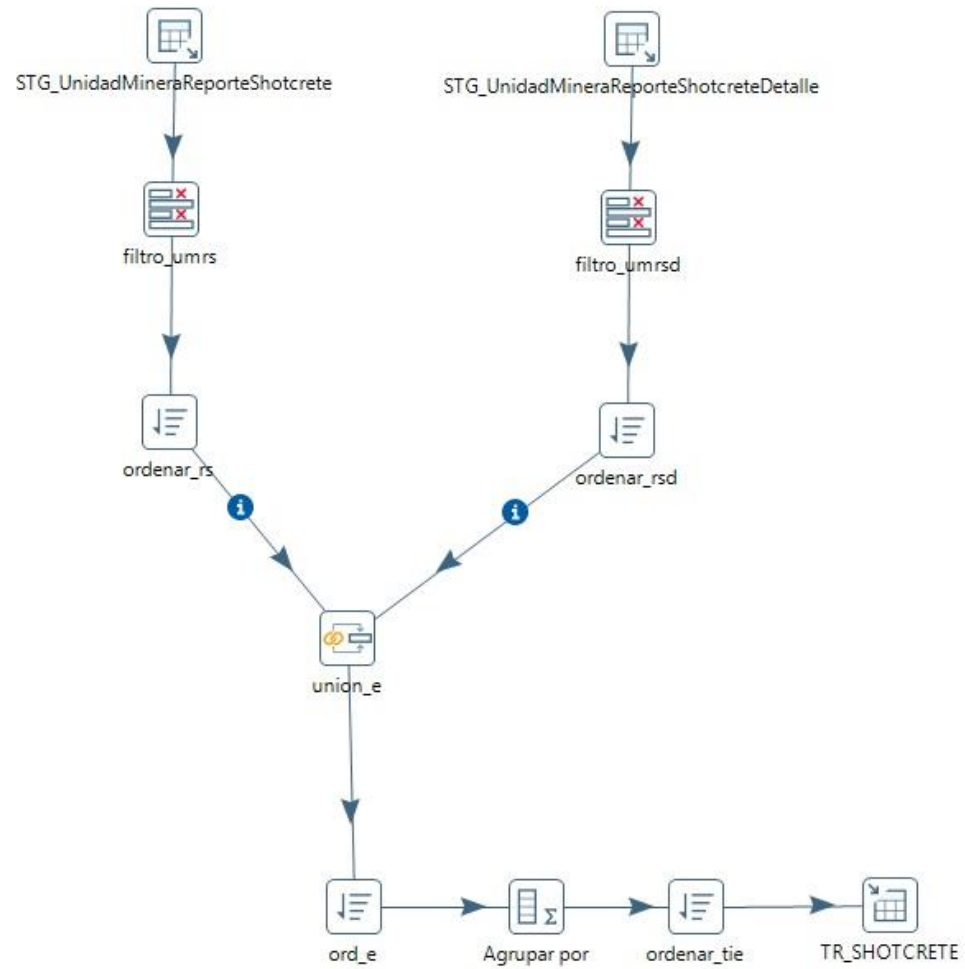 STG_UnidadMineraReporteShotcrete
STG_UnidadMineraReporteShotcreteDetalle
filtro_umrs
filtro_umrsd
ordenar_rs
ordenar_rsd
union_e
ord_e
Agrupar por
ordenar_tie
TR_SHOTCRETE